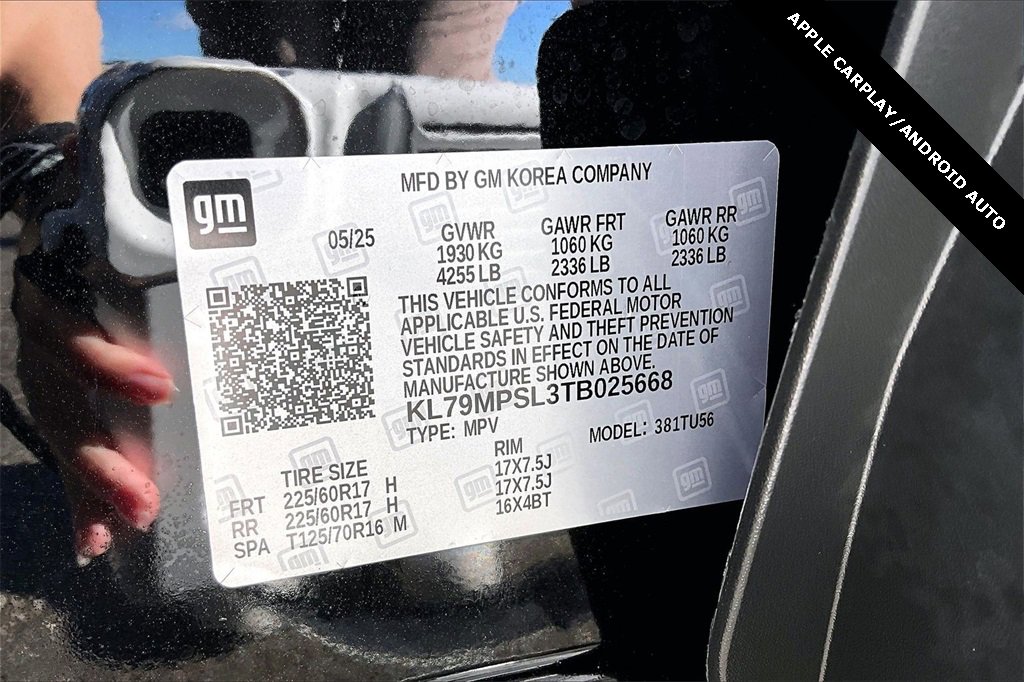 APPLE CARPLAY/ANDROID AUTO
gm
MFD BY GM KOREA COMPANY
05/25
GVWR GAWR FRT GAWR RR
1930 KG 1060 KG 1060 KG
4255 LB 2336 LB 2336 LB
THIS VEHICLE CONFORMS TO ALL
APPLICABLE U.S. FEDERAL MOTOR
VEHICLE SAFETY AND THEFT PREVENTION
STANDARDS IN EFFECT ON THE DATE OF
MANUFACTURE SHOWN ABOVE.
KL79MPSL3TB025668
TYPE: MPV MODEL: 381TU56
TIRE SIZE RIM
FRT 225/60R17 H 17X7.5J
RR 225/60R17 H 17X7.5J
SPA T125/70R16 M 16X4BT